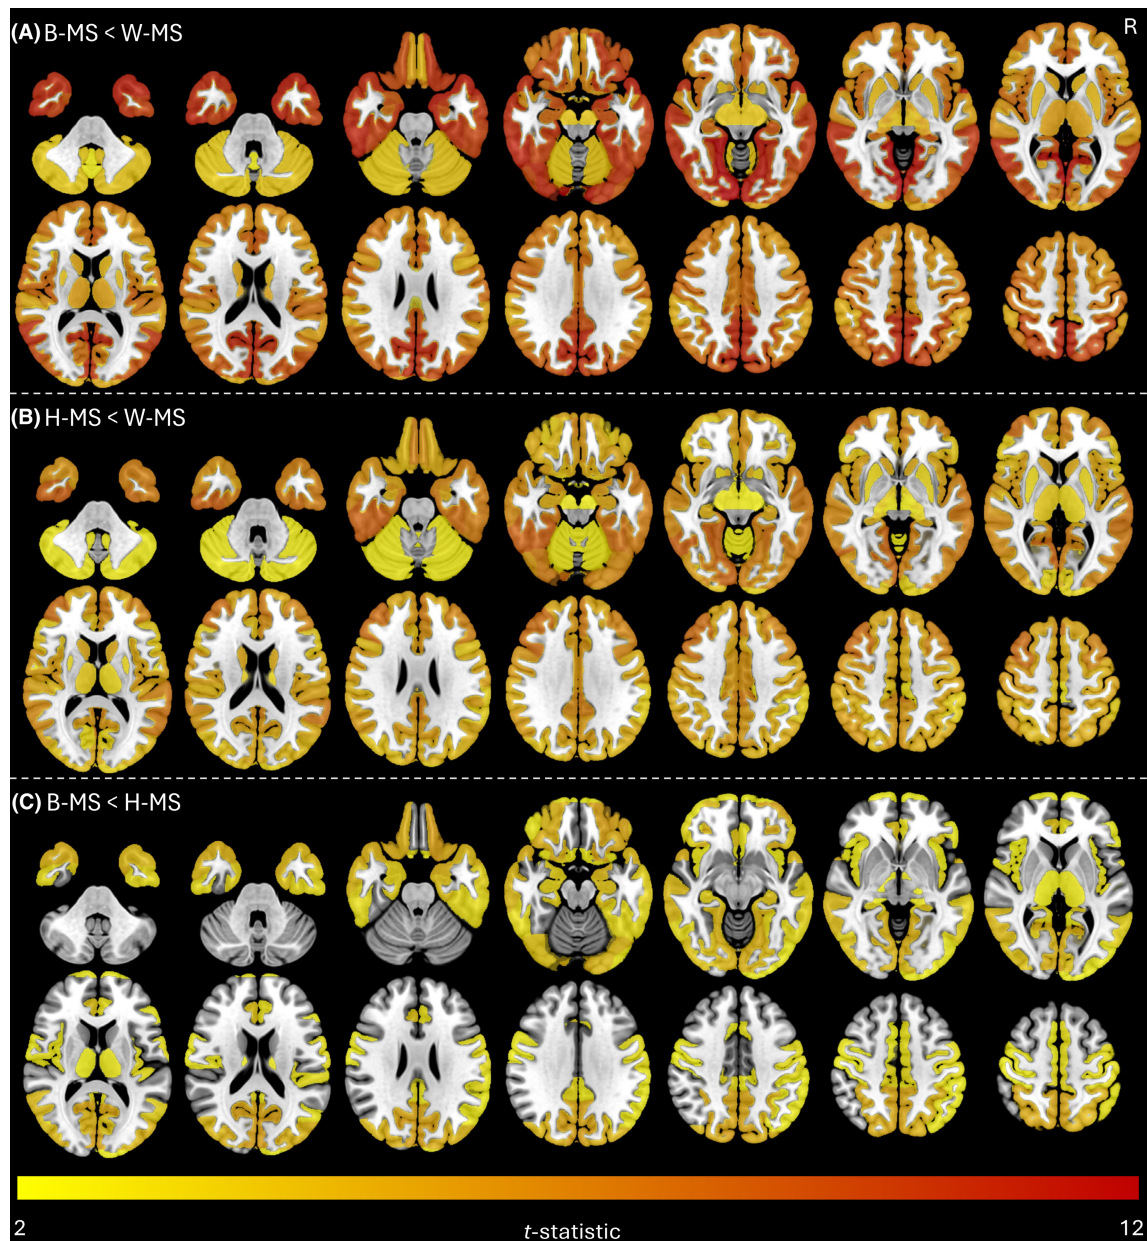 (A) B-MS < W-MS
R
(B) H-MS < W-MS
(C) B-MS < H-MS
2 t-statistic 12